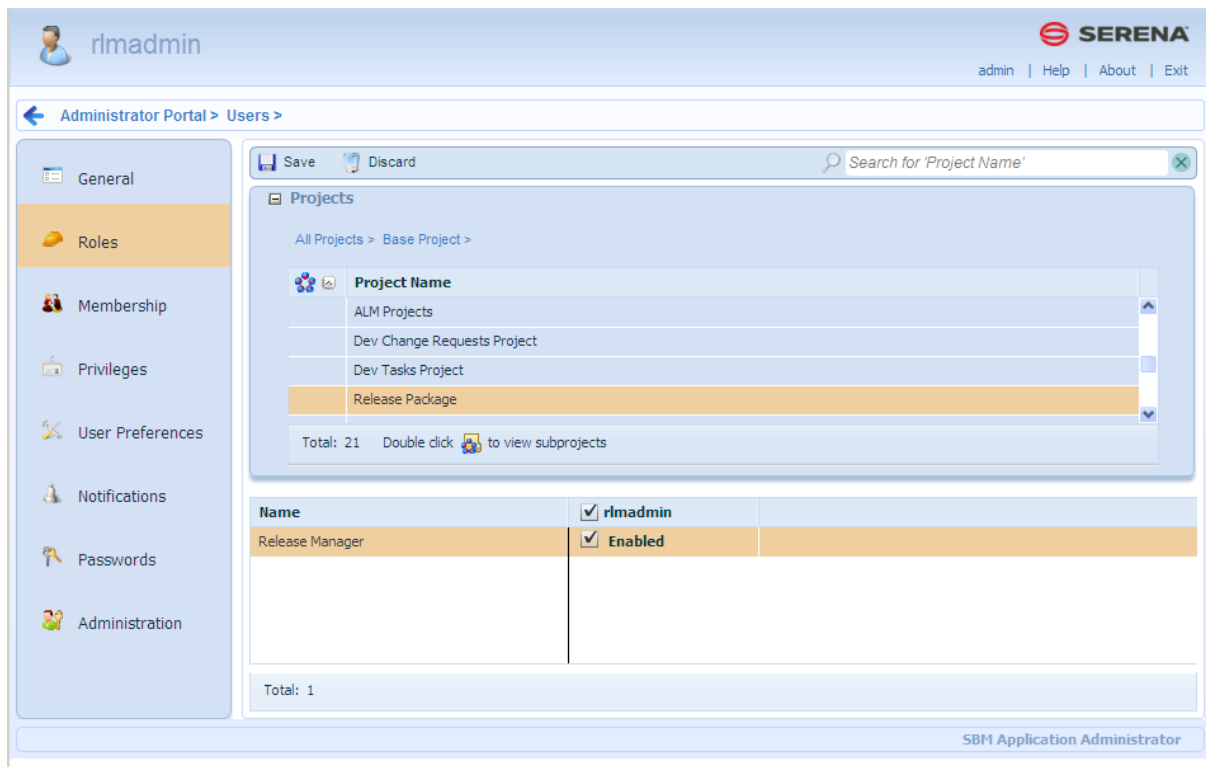 rlmadmin
SERENA
admin | Help | About | Exit
Administrator Portal > Users >
General
Roles
Membership
Privileges
User Preferences
Notifications
Passwords
Administration
Save Discard Search for 'Project Name'
Projects
All Projects > Base Project >
Project Name
ALM Projects
Dev Change Requests Project
Dev Tasks Project
Release Package
Total: 21 Double click to view subprojects
Name rlmadmin
Release Manager Enabled
Total: 1
SBM Application Administrator